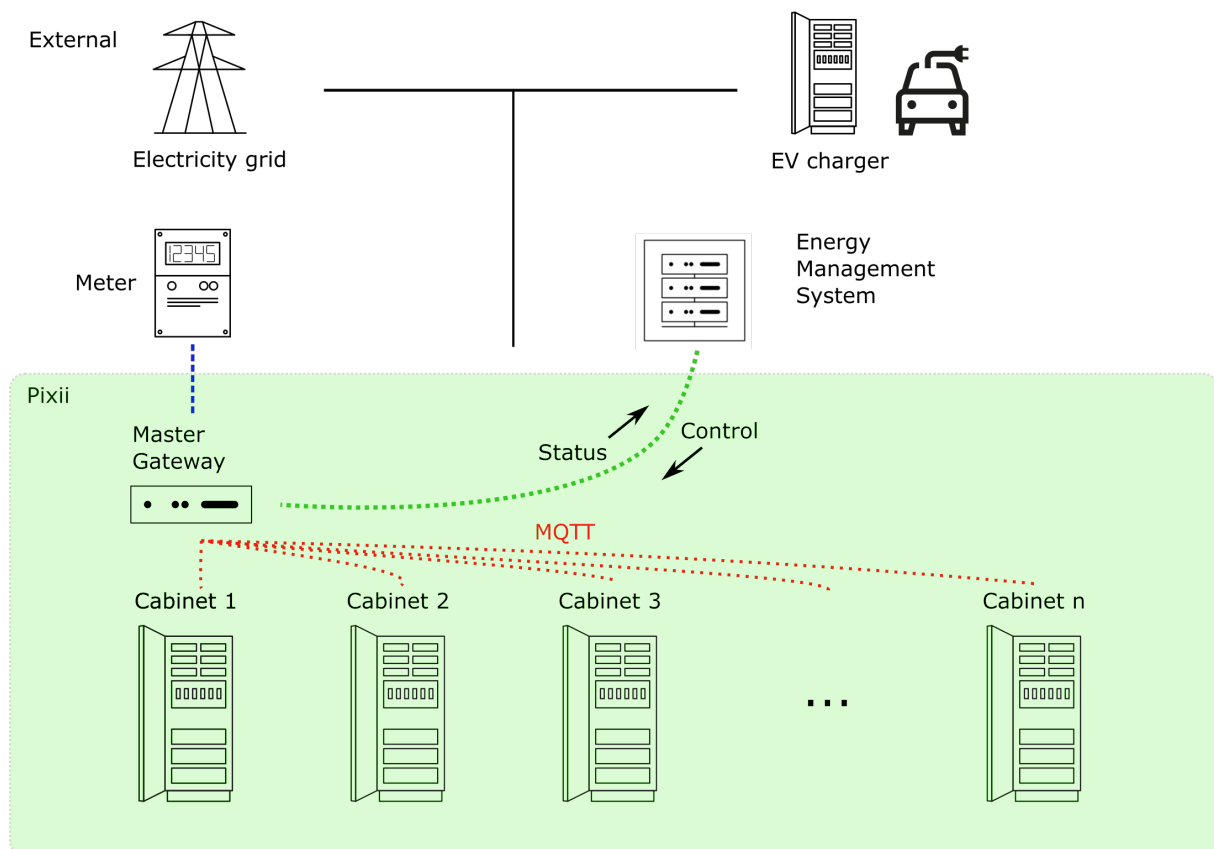 External
Electricity grid
EV charger
Meter
12345
Energy
Management
System
Pixii
Master
Gateway
Status
Control
MQTT
Cabinet 1
Cabinet 2
Cabinet 3
...
Cabinet n